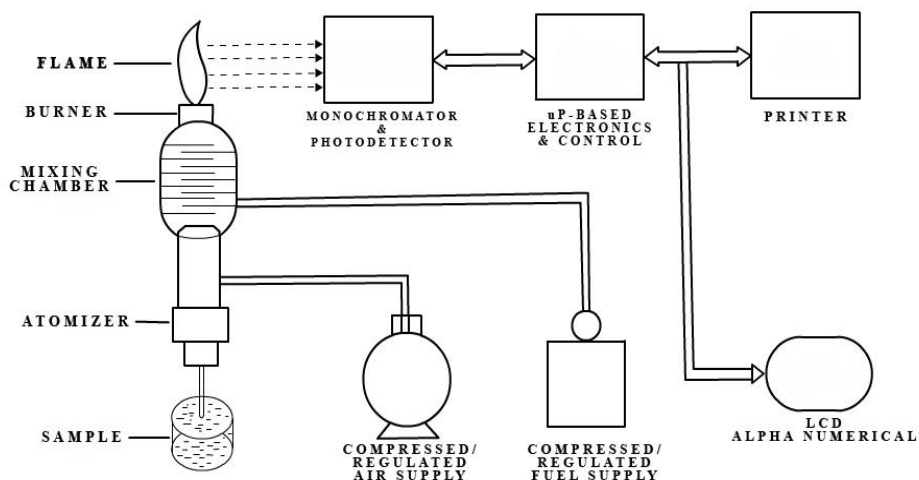 FLAME
BURNER
MIXING
CHAMBER
ATOMIZER
SAMPLE
MONOCHROMATOR
&
PHOTODETECTOR
uP-BASED
ELECTRONICS
& CONTROL
PRINTER
COMPRESSED/
REGULATED
AIR SUPPLY
COMPRESSED/
REGULATED
FUEL SUPPLY
LCD
ALPHA NUMERICAL